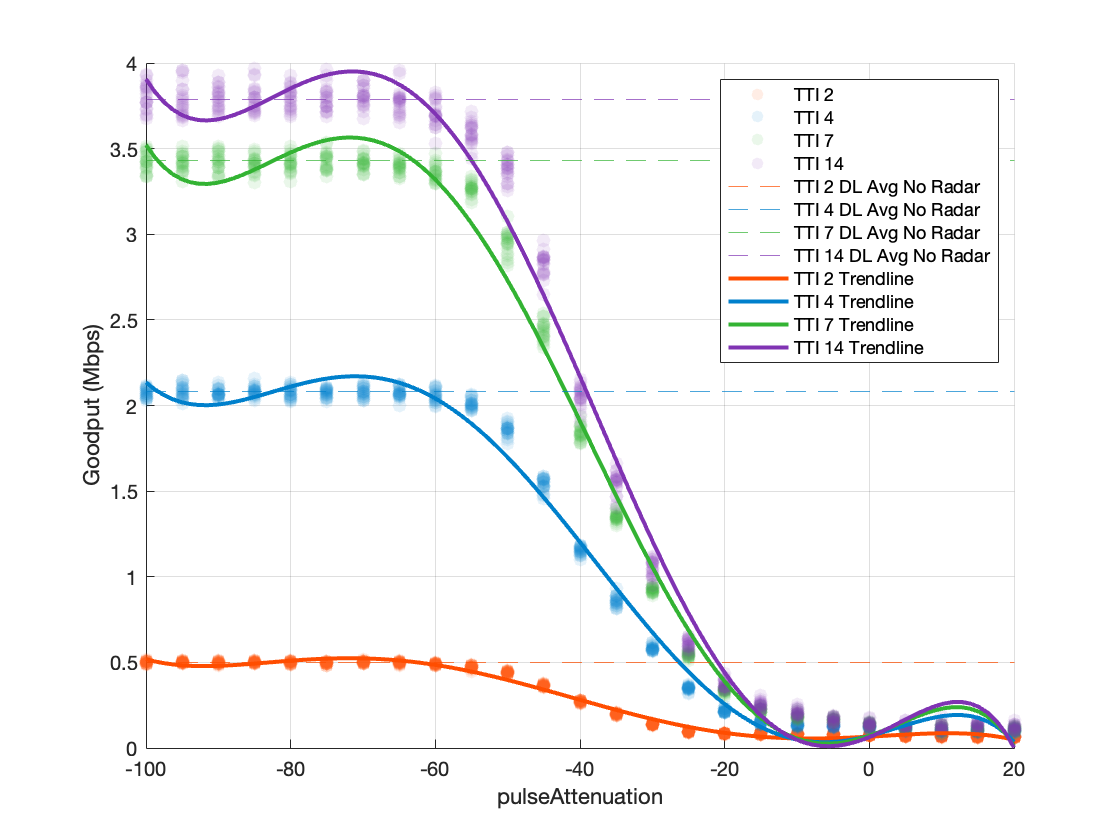 4
3.5
3
2.5
2
1.5
1
0.5
0
Goodput (Mbps)
-100
-80
-60
-40
-20
0
20
pulseAttenuation
TTI 2
TTI 4
TTI 7
TTI 14
TTI 2 DL Avg No Radar
TTI 4 DL Avg No Radar
TTI 7 DL Avg No Radar
TTI 14 DL Avg No Radar
TTI 2 Trendline
TTI 4 Trendline
TTI 7 Trendline
TTI 14 Trendline